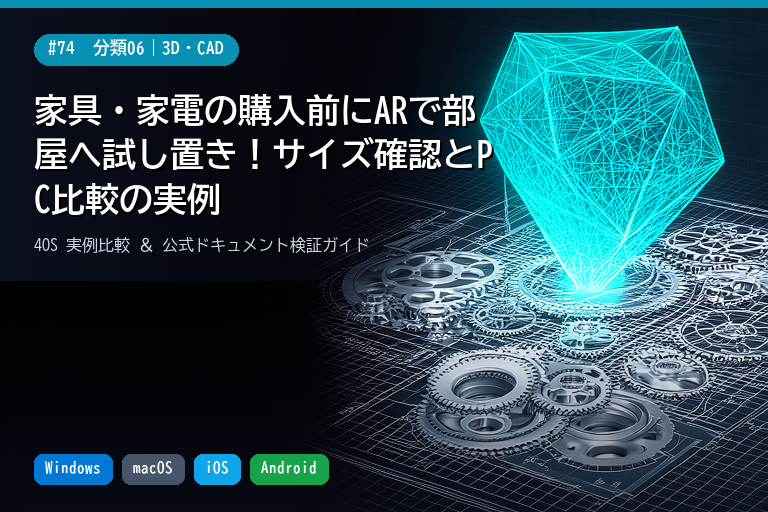 #74 分類06｜3D・CAD
家具・家電の購入前にARで部
屋へ試し置き！サイズ確認とP
C比較の実例
4OS 実例比較 ＆ 公式ドキュメント検証ガイド
Windows
macOS
iOS
Android